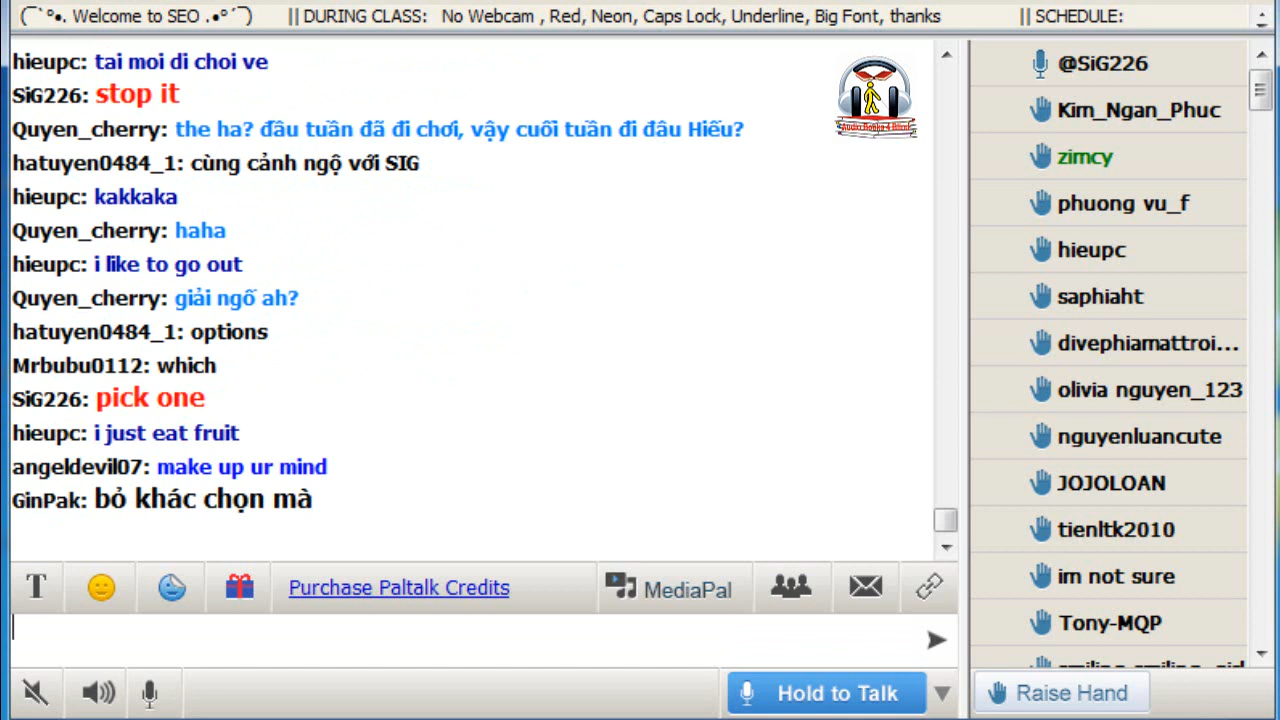 (¯`°•. Welcome to SEO .•°´¯) || DURING CLASS: No Webcam , Red, Neon, Caps Lock, Underline, Big Font, thanks || SCHEDULE:
hieupc: tai moi di choi ve
SiG226: stop it
Quyen_cherry: the ha? đầu tuần đã đi chơi, vậy cuối tuần đi đâu Hiếu?
hatuyen0484_1: cùng cảnh ngộ với SIG
hieupc: kakkaka
Quyen_cherry: haha
hieupc: i like to go out
Quyen_cherry: giải ngố ah?
hatuyen0484_1: options
Mrbubu0112: which
SiG226: pick one
hieupc: i just eat fruit
angeldevil07: make up ur mind
GinPak: bỏ khác chọn mà
Audio Books 4 Blind
Purchase Paltalk Credits
MediaPal
Hold to Talk
@SiG226
Kim_Ngan_Phuc
zimcy
phuong vu_f
hieupc
saphiaht
divephiamattroi...
olivia nguyen_123
nguyenluancute
JOJOLOAN
tienltk2010
im not sure
Tony-MQP
Raise Hand